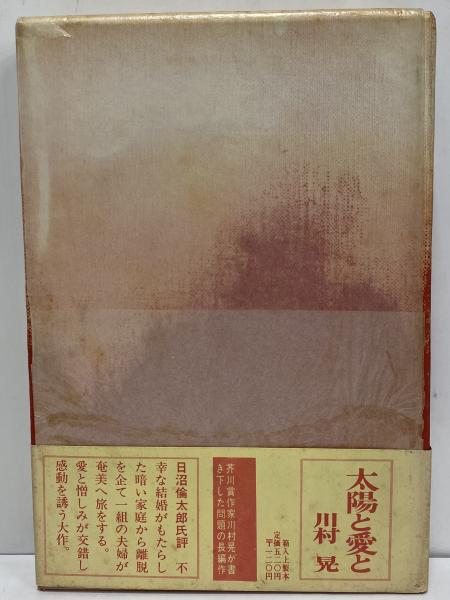 太陽と愛と
川村 晃
箱入上製本
定価五二〇円
〒一二〇円
芥川賞作家川村晃が書
き下した問題の長編作
日沼倫太郎氏評 不
幸な結婚がもたらし
た暗い家庭から離脱
を企て一組の夫婦が
奄美へ旅をする。
愛と憎しみが交錯し
感動を誘う大作。